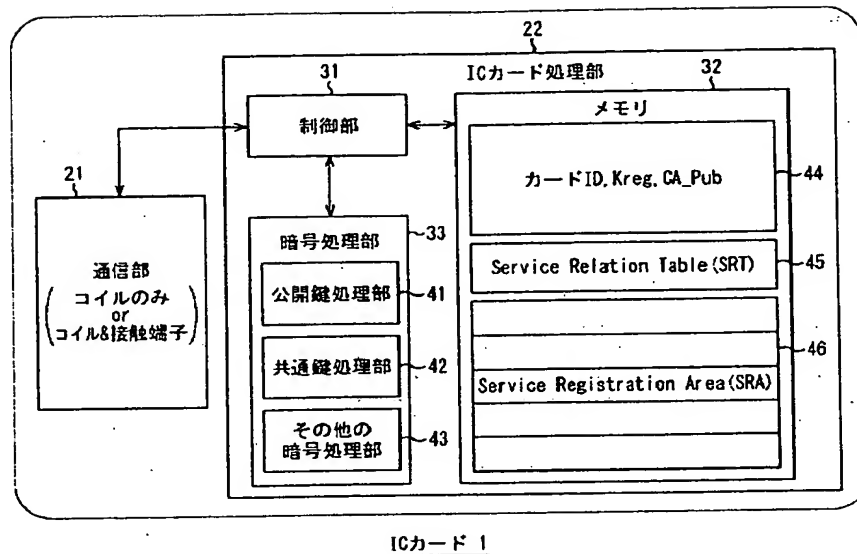 22
ICカード処理部
31
制御部
32
メモリ
カードID,Kreg,CA_Pub
44
21
通信部
コイルのみ
or
コイル&接触端子
暗号処理部
33
公開鍵処理部
41
共通鍵処理部
42
その他の
暗号処理部
43
Service Relation Table(SRT)
45
46
Service Registration Area(SRA)
ICカード 1